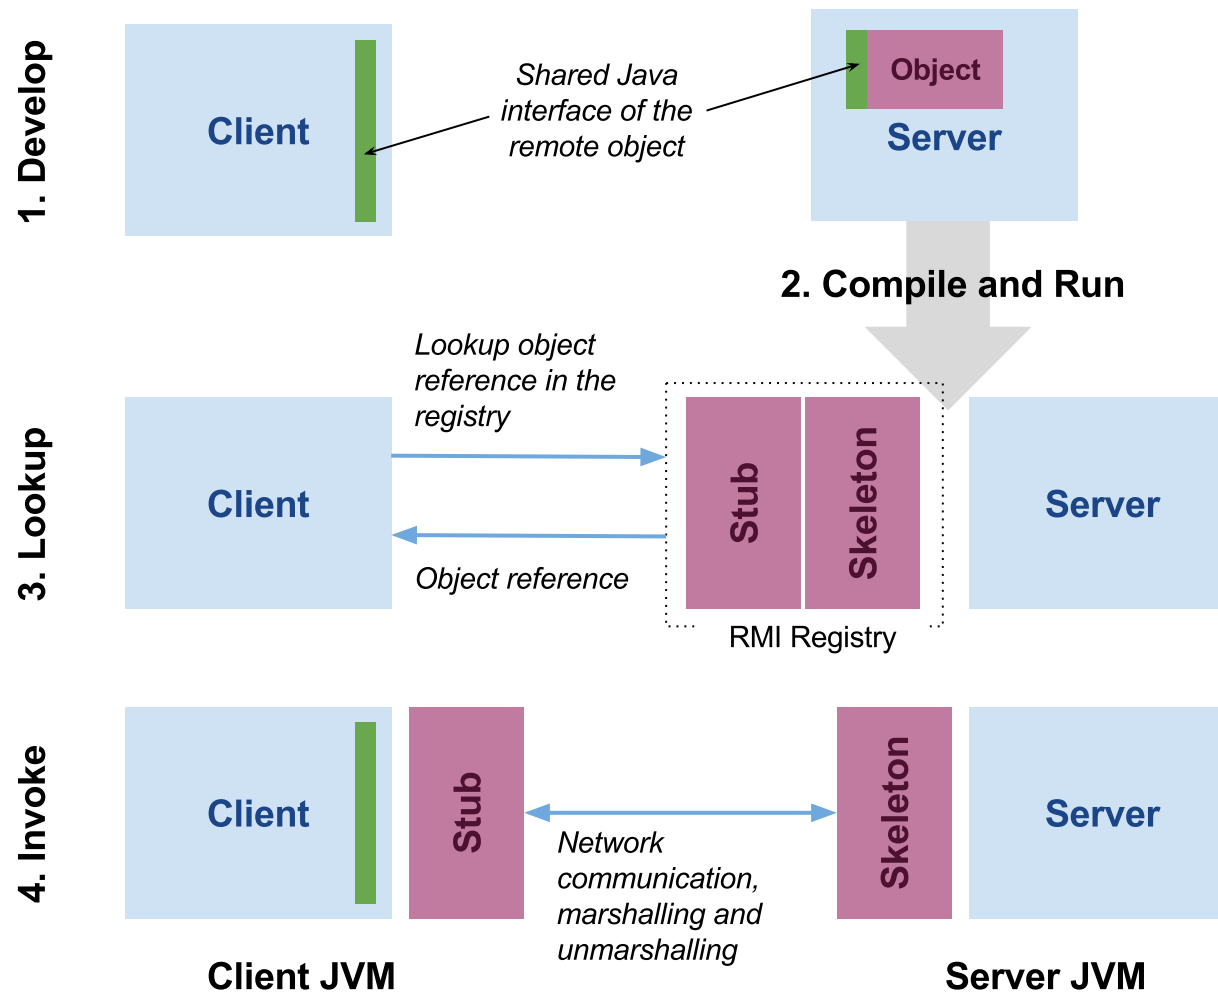 1. Develop
Client
Shared Java
interface of the
remote object
Object
Server
2. Compile and Run
3. Lookup
Client
Lookup object
reference in the
registry
Object reference
Stub
Skeleton
RMI Registry
Server
4. Invoke
Client
Stub
Network
communication,
marshalling and
unmarshalling
Skeleton
Server
Client JVM
Server JVM